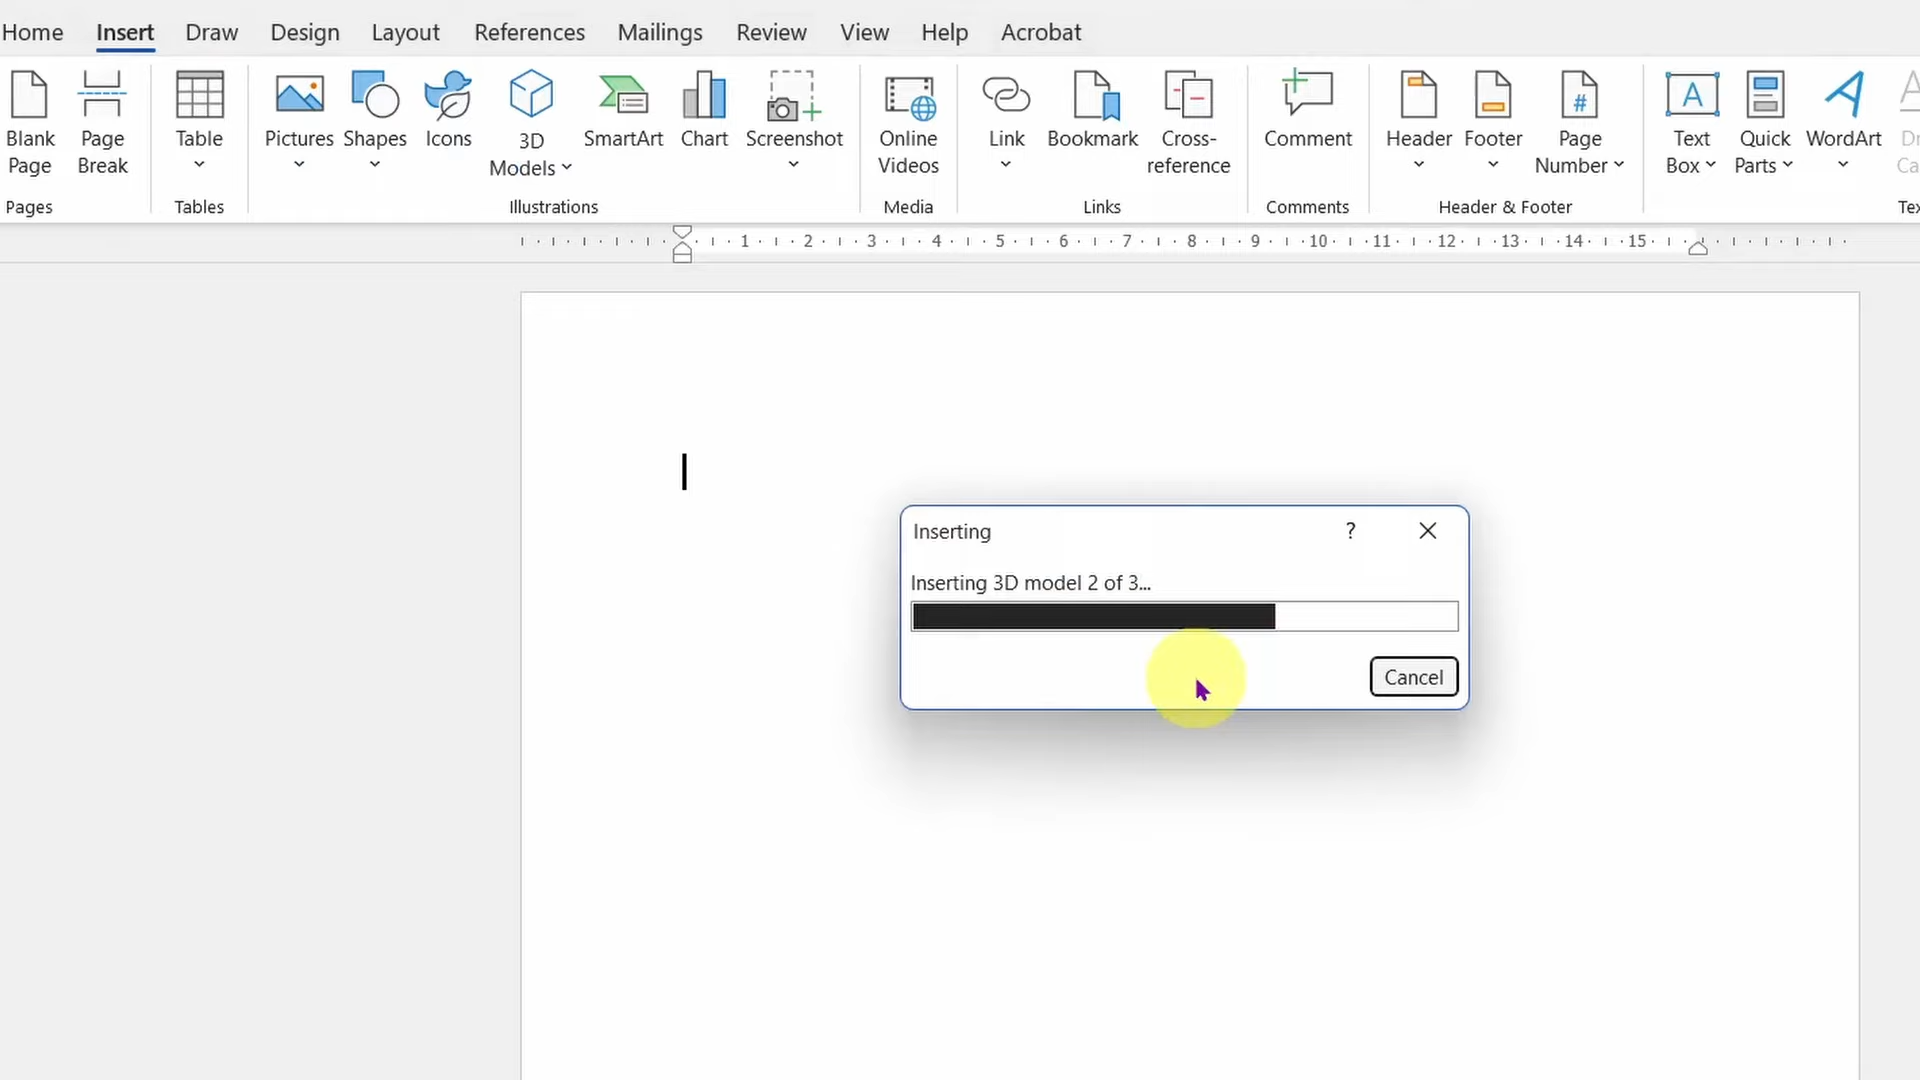 Home Insert Draw Design Layout References Mailings Review View Help Acrobat
Blank Page
Page Break
Table
Pictures
Shapes
Icons
3D Models
SmartArt
Chart
Screenshot
Online Videos
Link
Bookmark
Cross-reference
Comment
Header
Footer
# Page Number
A Text Box
Quick Parts
A WordArt
Pages Tables Illustrations Media Links Comments Header & Footer
1 2 3 4 5 6 7 8 9 10 11 12 13 14 15
Inserting ?
Inserting 3D model 2 of 3...
Cancel